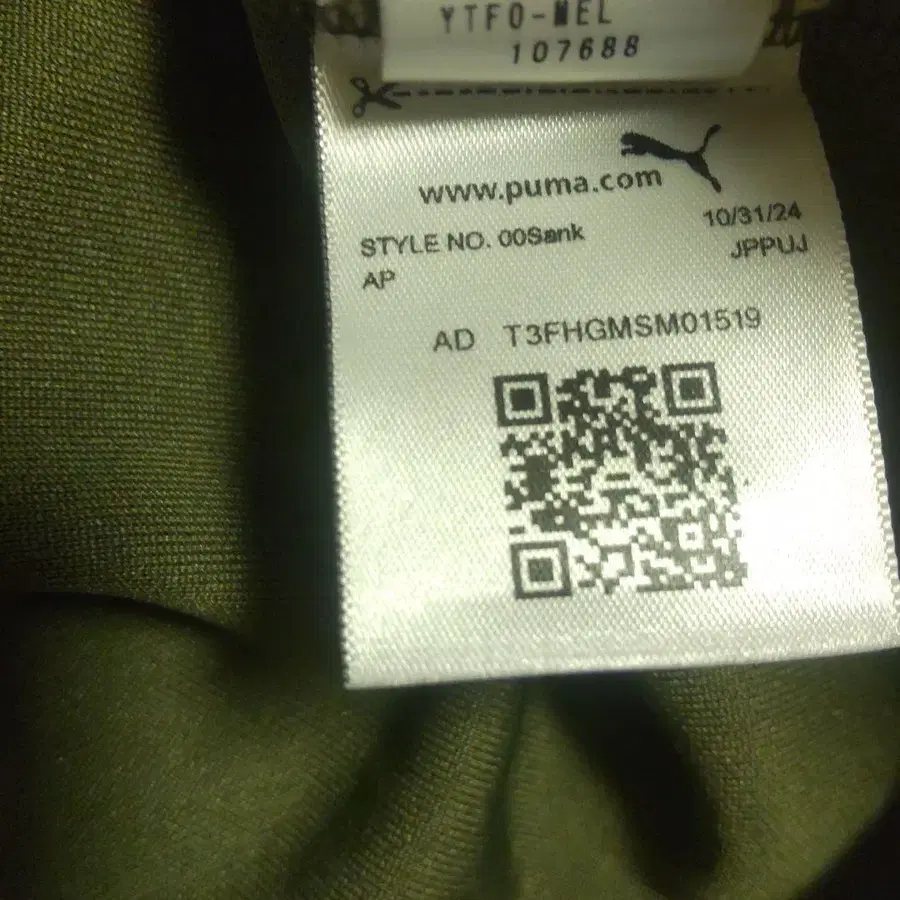 YTFO-MEL
107688
www.puma.com
STYLE NO. 00Sank
10/31/24
AP
JPPUJ
AD T3FHGMSM01519